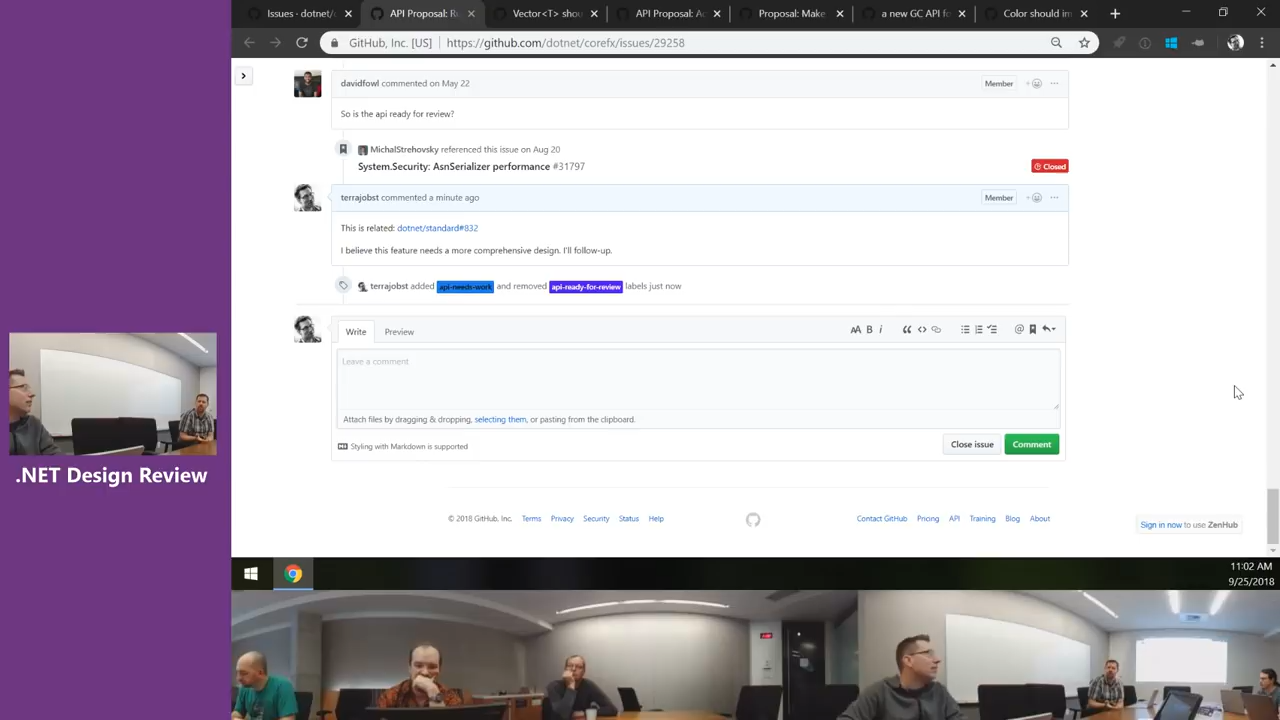 Issues · dotnet/c
API Proposal: R
Vector<T> shou
API Proposal: A
Proposal: Make
a new GC API fo
Color should im
GitHub, Inc. [US]
https://github.com/dotnet/corefx/issues/29258
davidfowl commented on May 22
Member
So is the api ready for review?
MichalStrehovsky referenced this issue on Aug 20
System.Security: AsnSerializer performance #31797
Closed
terrajobst commented a minute ago
Member
This is related: dotnet/standard#832
I believe this feature needs a more comprehensive design. I'll follow-up.
terrajobst added api-needs-work and removed api-ready-for-review labels just now
Write
Preview
Leave a comment
Attach files by dragging & dropping, selecting them, or pasting from the clipboard.
Styling with Markdown is supported
Close issue
Comment
.NET Design Review
© 2018 GitHub, Inc.
Terms
Privacy
Security
Status
Help
Contact GitHub
Pricing
API
Training
Blog
About
Sign in now to use ZenHub
11:02 AM
9/25/2018